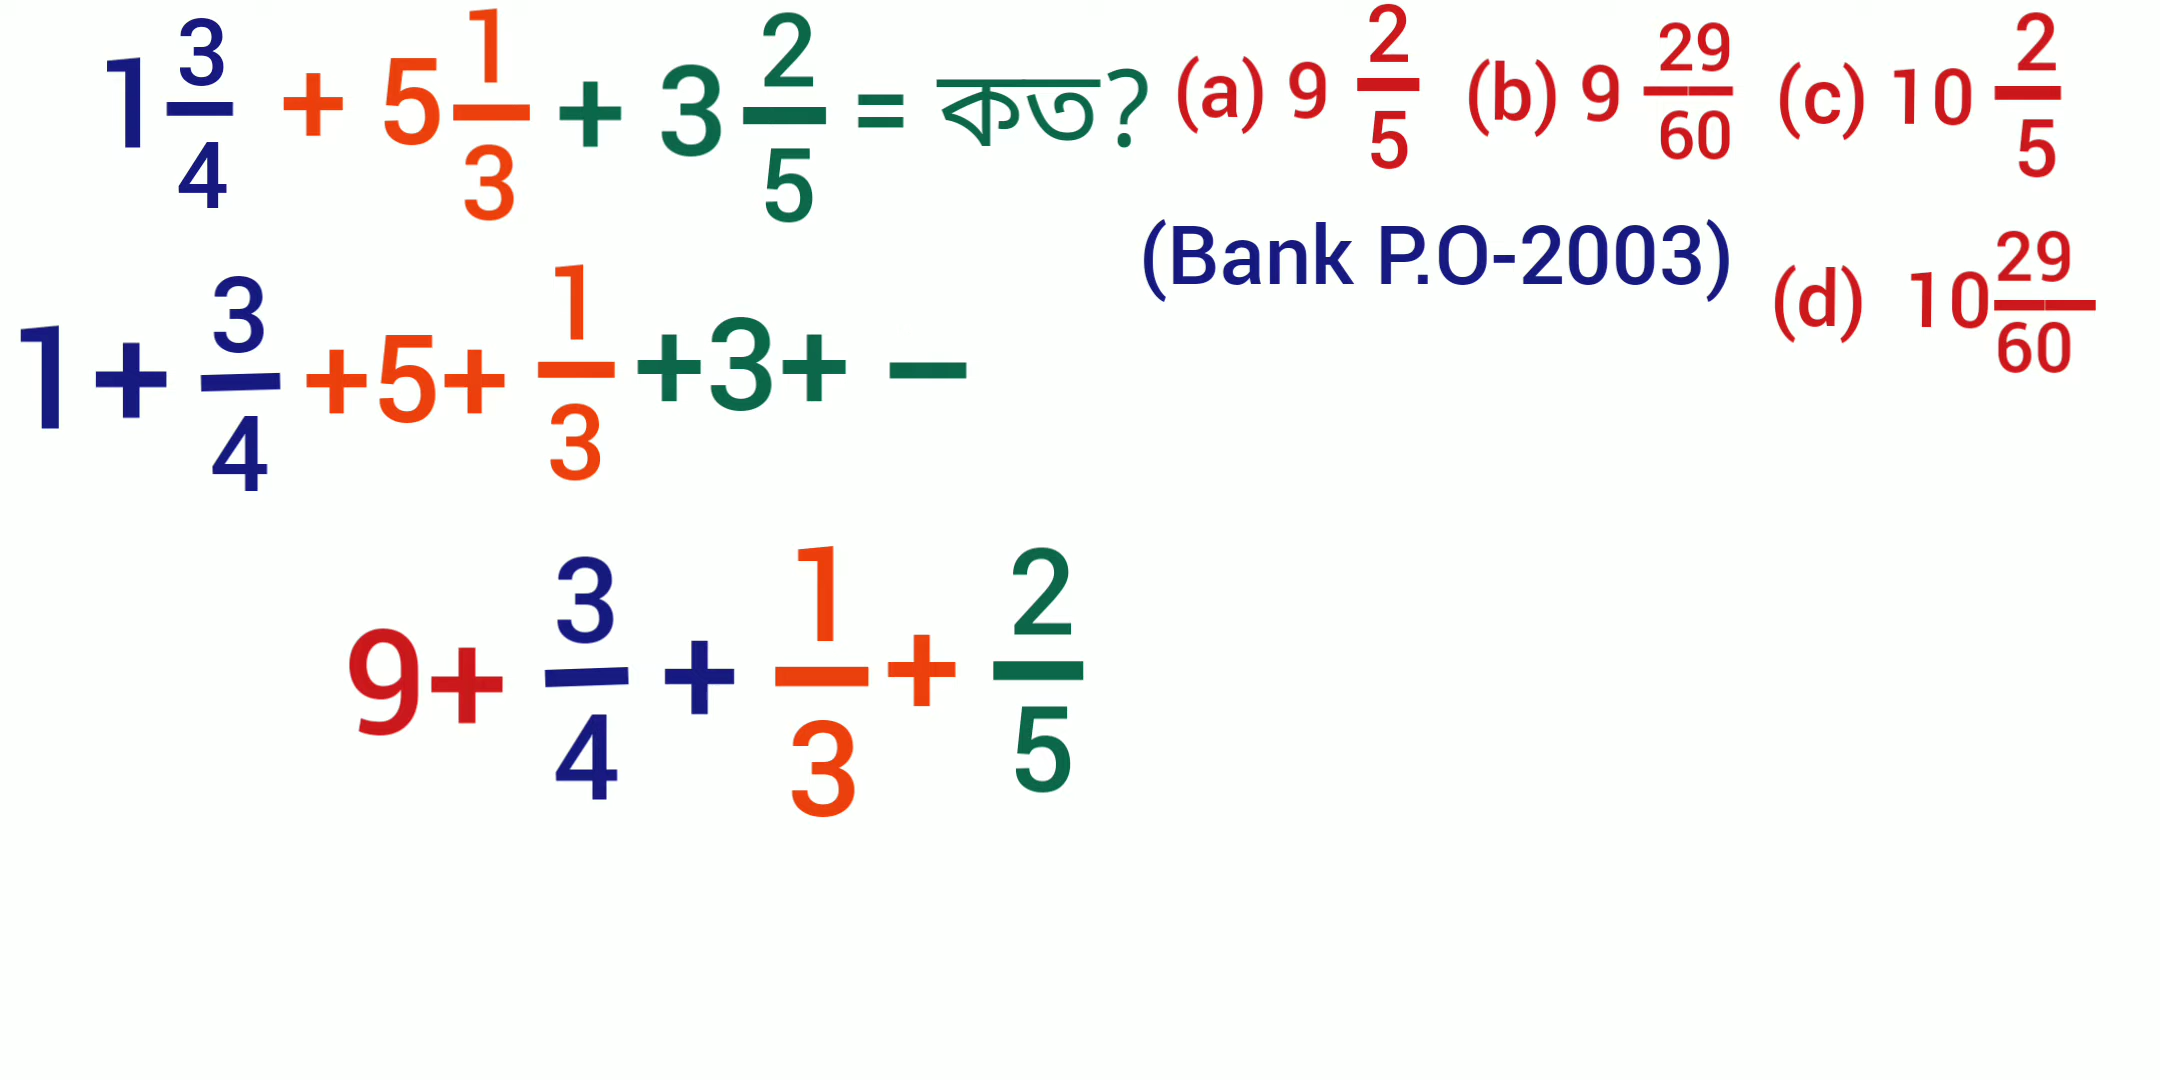 1 3/4 + 5 1/3 + 3 2/5 = কত? (a) 9 2/5 (b) 9 29/60 (c) 10 2/5
(Bank P.O-2003) (d) 10 29/60
1 + 3/4 +5+ 1/3 +3+ –
9+ 3/4 + 1/3 + 2/5